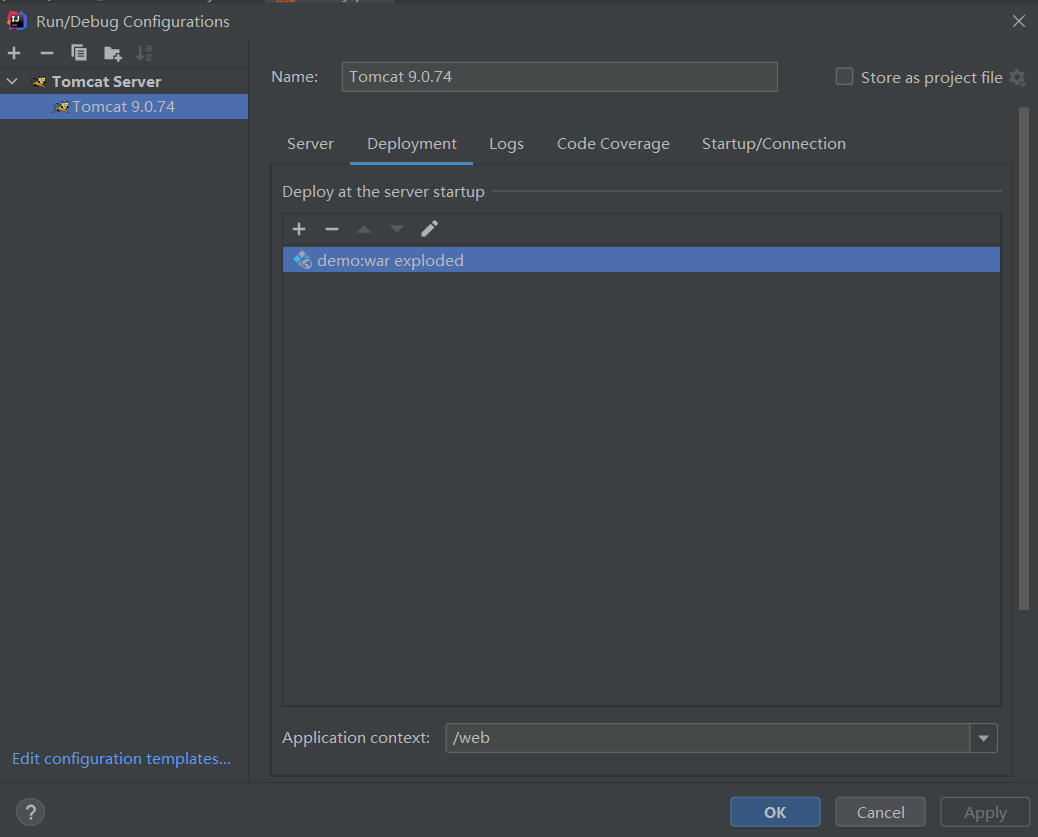 Run/Debug Configurations
Tomcat Server
Tomcat 9.0.74
Name: Tomcat 9.0.74 Store as project file
Server Deployment Logs Code Coverage Startup/Connection
Deploy at the server startup
demo:war exploded
Application context: /web
Edit configuration templates...
? OK Cancel Apply